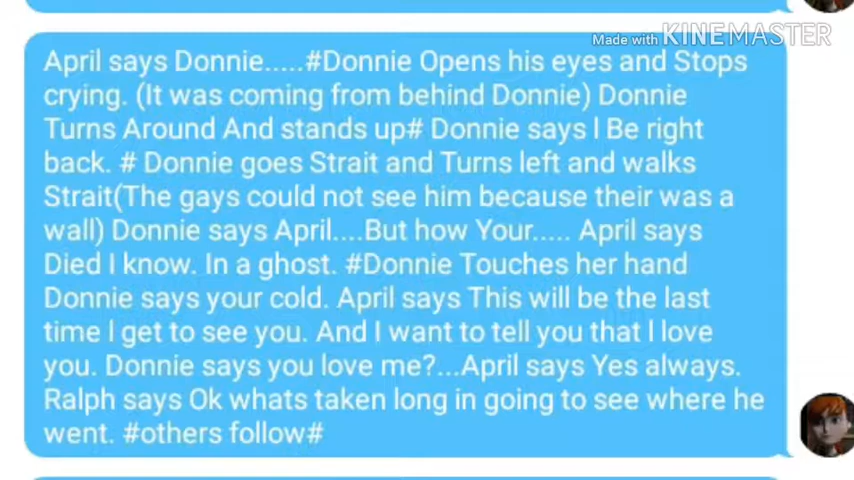 Made with KINEMASTER
April says Donnie.....#Donnie Opens his eyes and Stops
crying. (It was coming from behind Donnie) Donnie
Turns Around And stands up# Donnie says I Be right
back. # Donnie goes Strait and Turns left and walks
Strait(The gays could not see him because their was a
wall) Donnie says April....But how Your..... April says
Died I know. In a ghost. #Donnie Touches her hand
Donnie says your cold. April says This will be the last
time I get to see you. And I want to tell you that I love
you. Donnie says you love me?...April says Yes always.
Ralph says Ok whats taken long in going to see where he
went. #others follow#